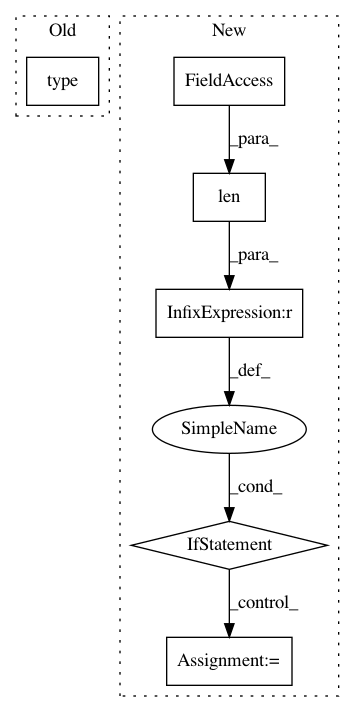 Old
type
New
FieldAccess
_para_
len
_para_
InfixExpression:r
_def_
SimpleName
_cond_
IfStatement
_control_
Assignment:=